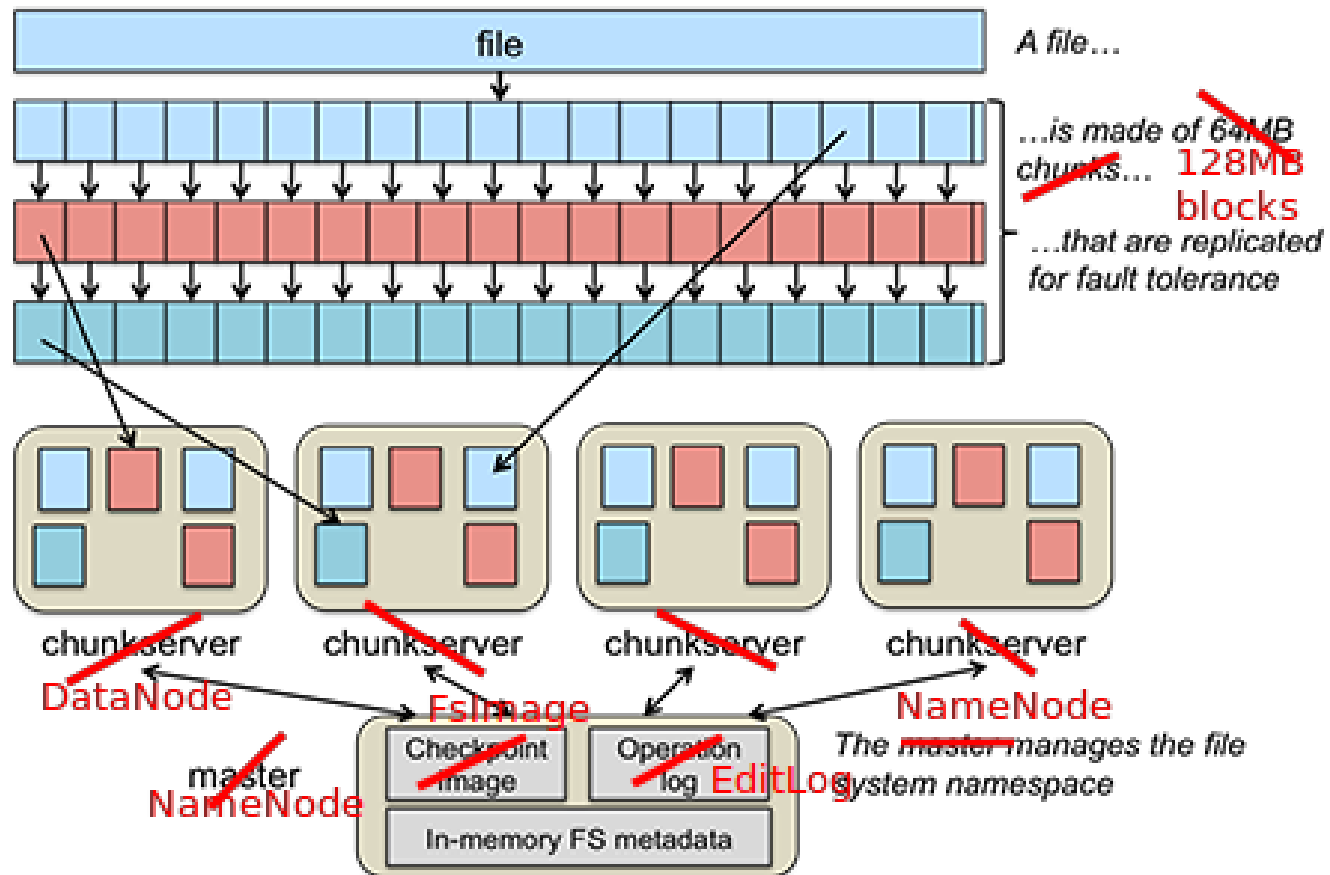 file
A file…
…is made of 64MB
chunks…
128MB
blocks
…that are replicated
for fault tolerance
chunkserver
chunkserver
chunkserver
chunkserver
DataNode
FsImage
NameNode
Checkpoint
image
Operation
log
EditLog
The master manages the file
system namespace
master
NameNode
In-memory FS metadata